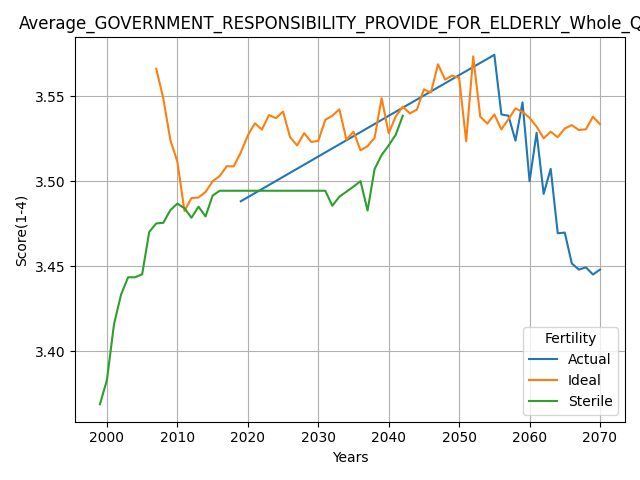 Average_GOVERNMENT_RESPONSIBILITY_PROVIDE_FOR_ELDERLY_Whole_Q
Score(1-4)
3.55
3.50
3.45
3.40
Fertility
Actual
Ideal
Sterile
2000 2010 2020 2030 2040 2050 2060 2070
Years